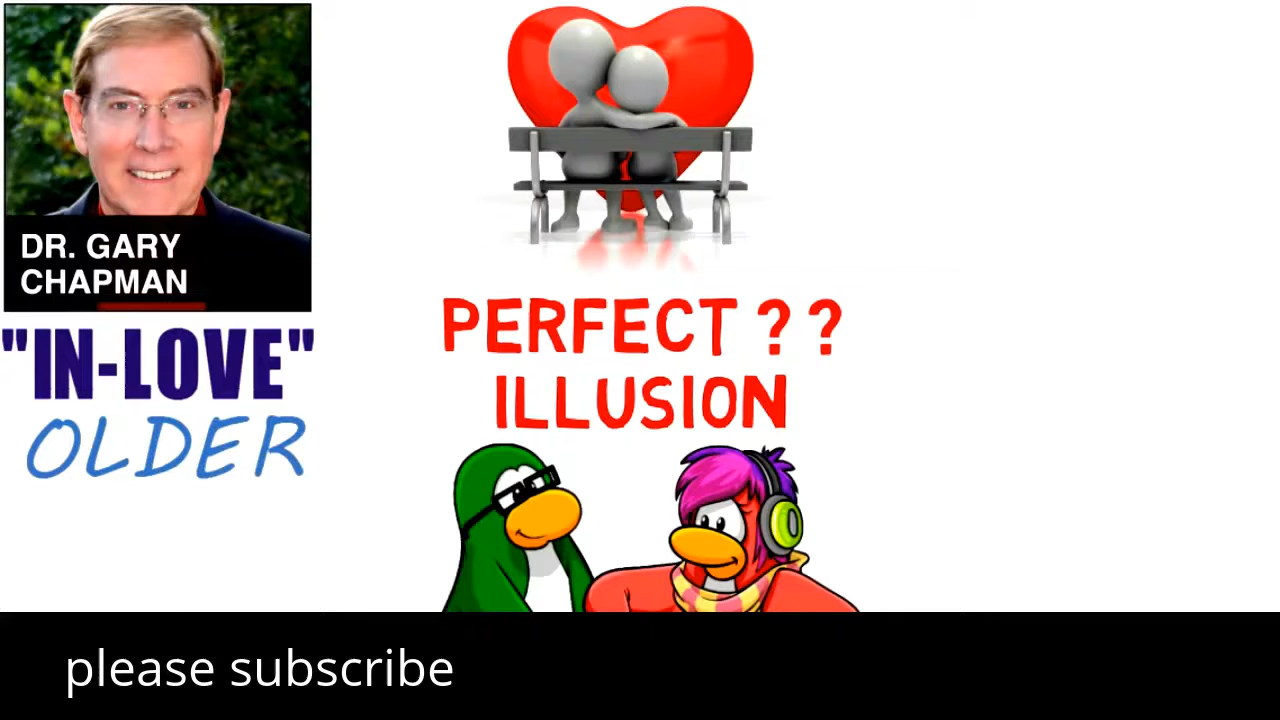 DR. GARY
CHAPMAN
"IN-LOVE"
OLDER
PERFECT ? ?
ILLUSION
please subscribe